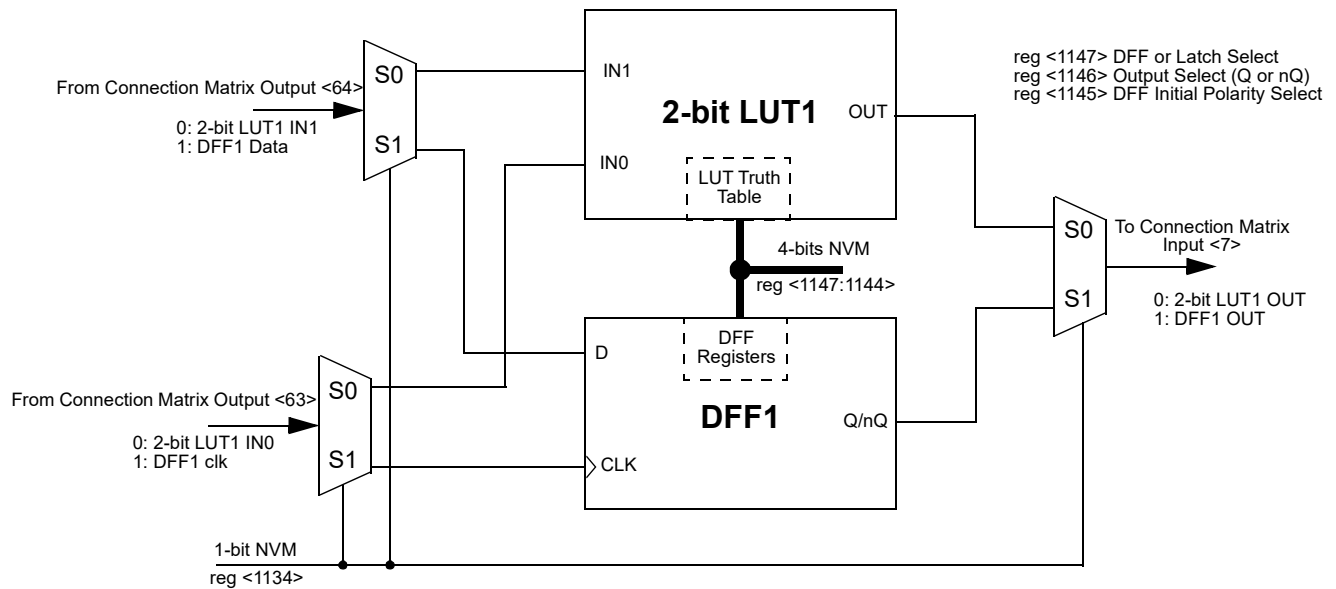 reg <1147> DFF or Latch Select
reg <1146> Output Select (Q or nQ)
reg <1145> DFF Initial Polarity Select
From Connection Matrix Output <64>
0: 2-bit LUT1 IN1
1: DFF1 Data
S0
S1
IN1
2-bit LUT1
OUT
IN0
LUT Truth
Table
4-bits NVM
reg <1147:1144>
S0
S1
To Connection Matrix
Input <7>
0: 2-bit LUT1 OUT
1: DFF1 OUT
From Connection Matrix Output <63>
0: 2-bit LUT1 IN0
1: DFF1 clk
S0
S1
D
DFF
Registers
DFF1
Q/nQ
CLK
1-bit NVM
reg <1134>